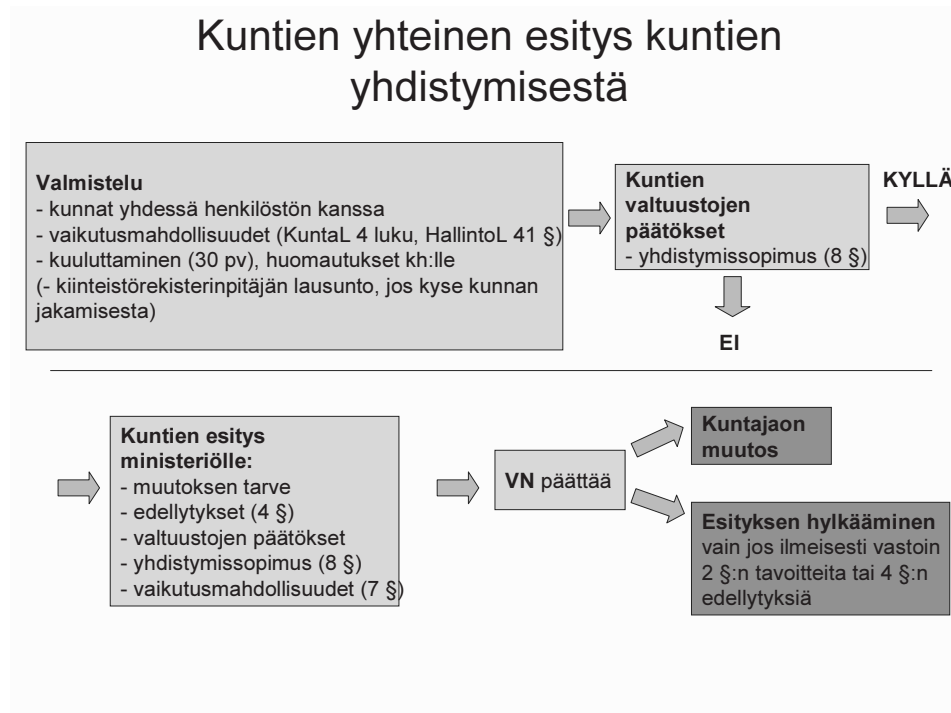 Kuntien yhteinen esitys kuntien
yhdistymisestä
Valmistelu
- kunnat yhdessä henkilöstön kanssa
- vaikutusmahdollisuudet (KuntaL 4 luku, HallintoL 41 §)
- kuuluttaminen (30 pv), huomautukset kh:lle
(- kiinteistörekisterinpitäjän lausunto, jos kyse kunnan
jakamisesta)
Kuntien
valtuustojen
päätökset
- yhdistymissopimus (8 §)
KYLLÄ
EI
Kuntien esitys
ministeriölle:
- muutoksen tarve
- edellytykset (4 §)
- valtuustojen päätökset
- yhdistymissopimus (8 §)
- vaikutusmahdollisuudet (7 §)
VN päättää
Kuntajaon
muutos
Esityksen hylkääminen
vain jos ilmeisesti vastoin
2 §:n tavoitteita tai 4 §:n
edellytyksiä